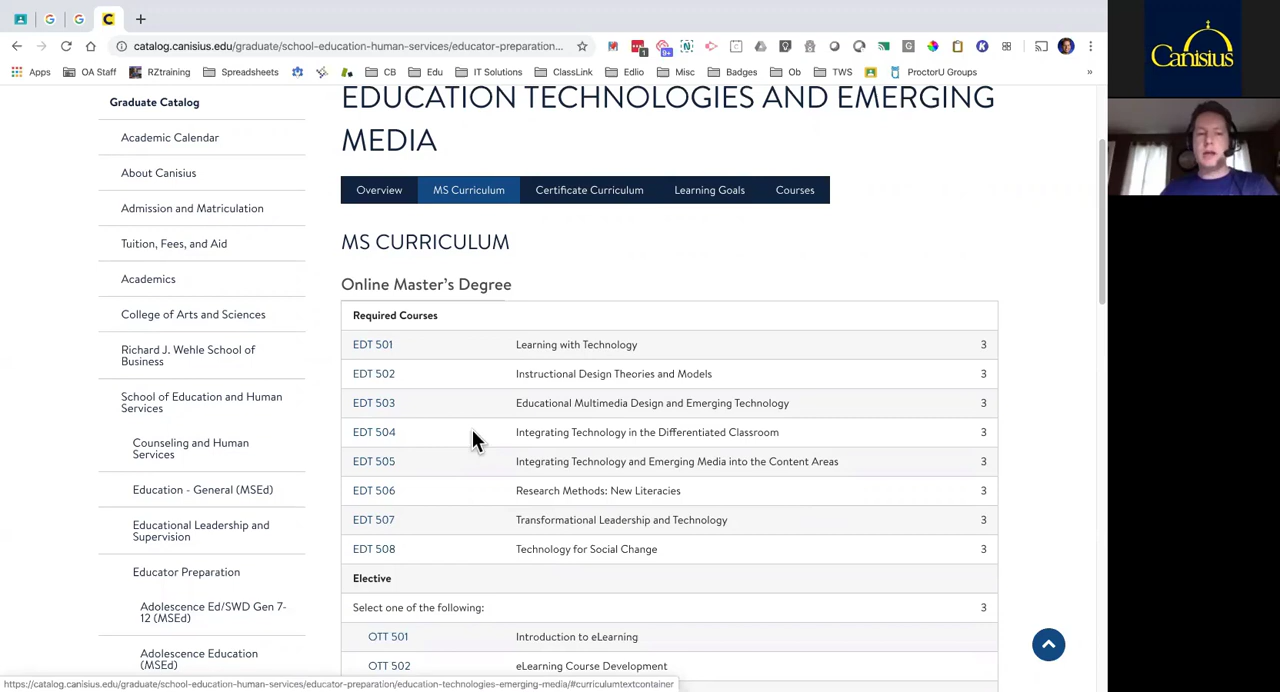 catalog.canisius.edu/graduate/school-education-human-services/educator-preparation...
Apps
OA Staff
RZtraining
Spreadsheets
CB
Edu
IT Solutions
ClassLink
Edlio
Misc
Badges
Ob
TWS
ProctorU Groups
»
Canisius
Graduate Catalog
Academic Calendar
About Canisius
Admission and Matriculation
Tuition, Fees, and Aid
Academics
College of Arts and Sciences
Richard J. Wehle School of
Business
School of Education and Human
Services
Counseling and Human
Services
Education - General (MSEd)
Educational Leadership and
Supervision
Educator Preparation
Adolescence Ed/SWD Gen 7-
12 (MSEd)
Adolescence Education
(MSEd)
EDUCATION TECHNOLOGIES AND EMERGING
MEDIA
Overview
MS Curriculum
Certificate Curriculum
Learning Goals
Courses
MS CURRICULUM
Online Master's Degree
Required Courses
EDT 501 Learning with Technology 3
EDT 502 Instructional Design Theories and Models 3
EDT 503 Educational Multimedia Design and Emerging Technology 3
EDT 504 Integrating Technology in the Differentiated Classroom 3
EDT 505 Integrating Technology and Emerging Media into the Content Areas 3
EDT 506 Research Methods: New Literacies 3
EDT 507 Transformational Leadership and Technology 3
EDT 508 Technology for Social Change 3
Elective
Select one of the following: 3
OTT 501 Introduction to eLearning
OTT 502 eLearning Course Development
https://catalog.canisius.edu/graduate/school-education-human-services/educator-preparation/education-technologies-emerging-media/#curriculumtextcontainer